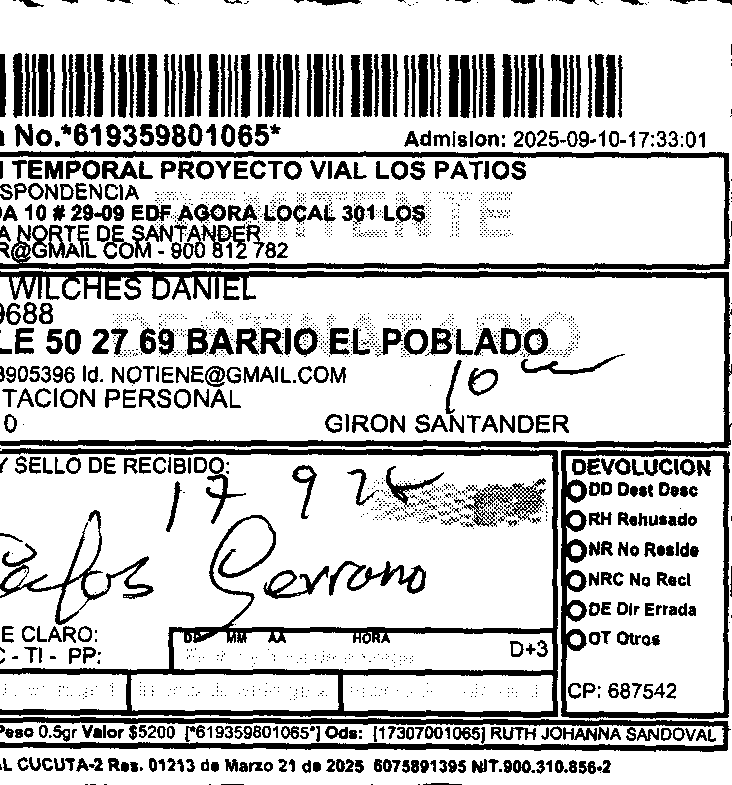 No.*619359801065*
Admision: 2025-09-10-17:33:01
TEMPORAL PROYECTO VIAL LOS PATIOS
SPONDENCIA
DA 10 # 29-09 EDF AGORA LOCAL 301 LOS
A NORTE DE SANTANDER
R@GMAIL COM - 900 812 782
REMITENTE
WILCHES DANIEL
9688
DESTINATARIO
LE 50 27 69 BARRIO EL POBLADO
3905396 Id. NOTIENE@GMAIL.COM
10
TACION PERSONAL
0 GIRON SANTANDER
Y SELLO DE RECIBIDO:
17 9 25
Carlos Serrano
DEVOLUCION
DD Dest Desc
RH Rehusado
NR No Reside
NRC No Recl
DE Dir Errada
OT Otros
E CLARO:
C - TI - PP:
DD MM AA HORA
D+3
CP: 687542
Peso 0.5gr Valor $5200 [*619359801065*] Ods: [17307001065] RUTH JOHANNA SANDOVAL
AL CUCUTA-2 Res. 01213 de Marzo 21 de 2025 6075891395 NIT.900.310.856-2